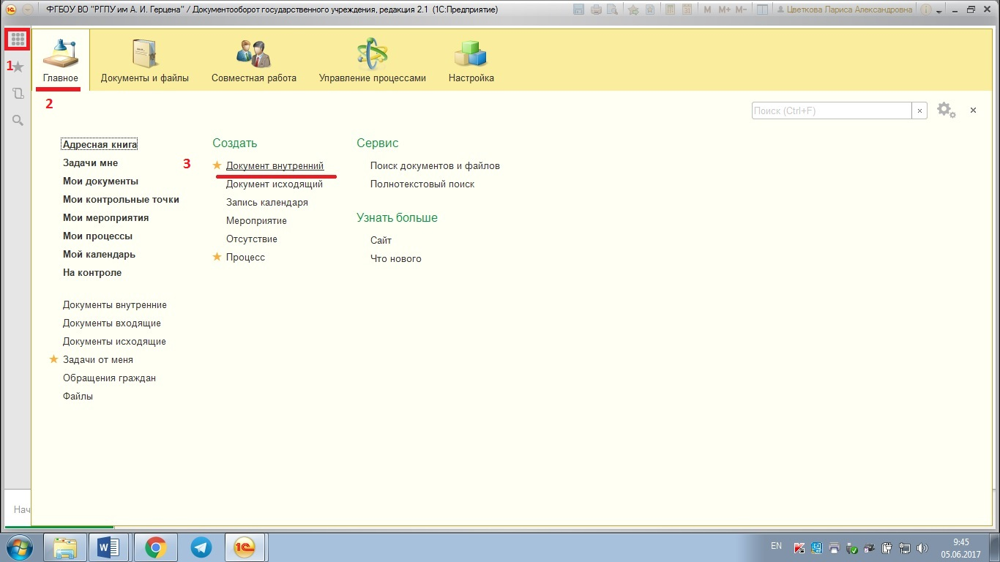 ФГБОУ ВО "РГПУ им А. И. Герцена" / Документооборот государственного учреждения, редакция 2.1 (1С:Предприятие)
M M+ M- Цветкова Лариса Александровна
1
Главное Документы и файлы Совместная работа Управление процессами Настройка
2
Поиск (Ctrl+F)
Адресная книга
Задачи мне
Мои документы
Мои контрольные точки
Мои мероприятия
Мои процессы
Мой календарь
На контроле
Документы внутренние
Документы входящие
Документы исходящие
Задачи от меня
Обращения граждан
Файлы
Создать
3
Документ внутренний
Документ исходящий
Запись календаря
Мероприятие
Отсутствие
Процесс
Сервис
Поиск документов и файлов
Полнотекстовый поиск
Узнать больше
Сайт
Что нового
Нач
EN
9:45
05.06.2017